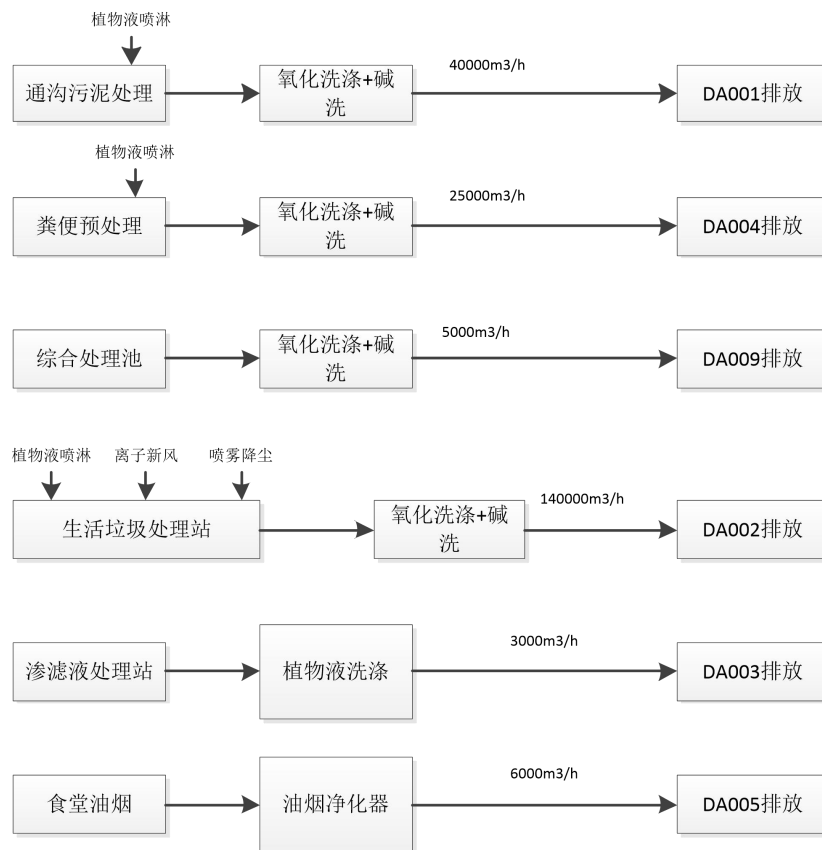 植物液喷淋
通沟污泥处理
氧化洗涤+碱
洗
40000m3/h
DA001排放
植物液喷淋
粪便预处理
氧化洗涤+碱
洗
25000m3/h
DA004排放
综合处理池
氧化洗涤+碱
洗
5000m3/h
DA009排放
植物液喷淋
离子新风
喷雾降尘
生活垃圾处理站
氧化洗涤+碱
洗
140000m3/h
DA002排放
渗滤液处理站
植物液洗涤
3000m3/h
DA003排放
食堂油烟
油烟净化器
6000m3/h
DA005排放